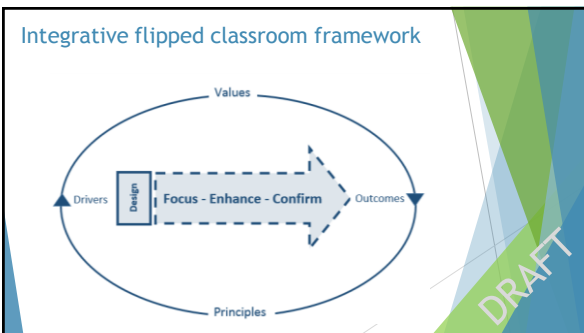 Integrative flipped classroom framework
Values
Drivers
Design
Focus - Enhance - Confirm
Outcomes
Principles
DRAFT